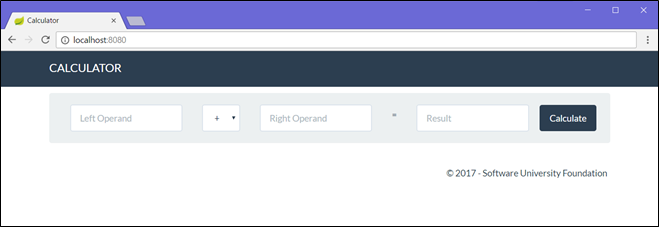 Calculator
localhost:8080
CALCULATOR
Left Operand + Right Operand = Result Calculate
© 2017 - Software University Foundation